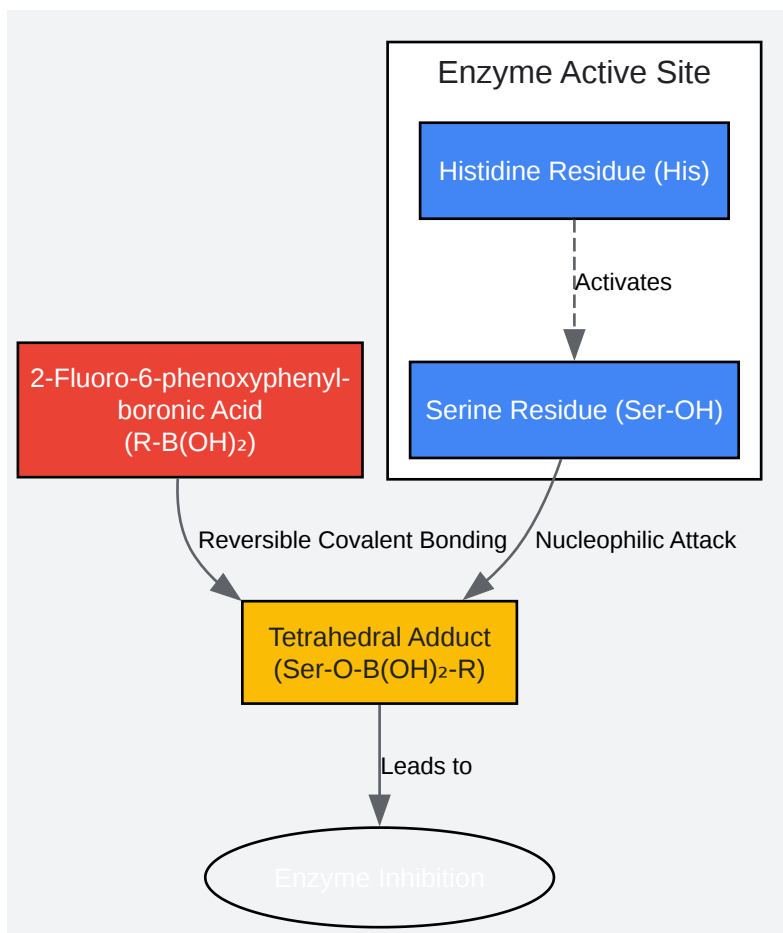 Enzyme Active Site
Histidine Residue (His)
Activates
2-Fluoro-6-phenoxyphenyl-
boronic Acid
(R-B(OH)₂)
Serine Residue (Ser-OH)
Reversible Covalent Bonding
Nucleophilic Attack
Tetrahedral Adduct
(Ser-O-B(OH)₂-R)
Leads to
Enzyme Inhibition